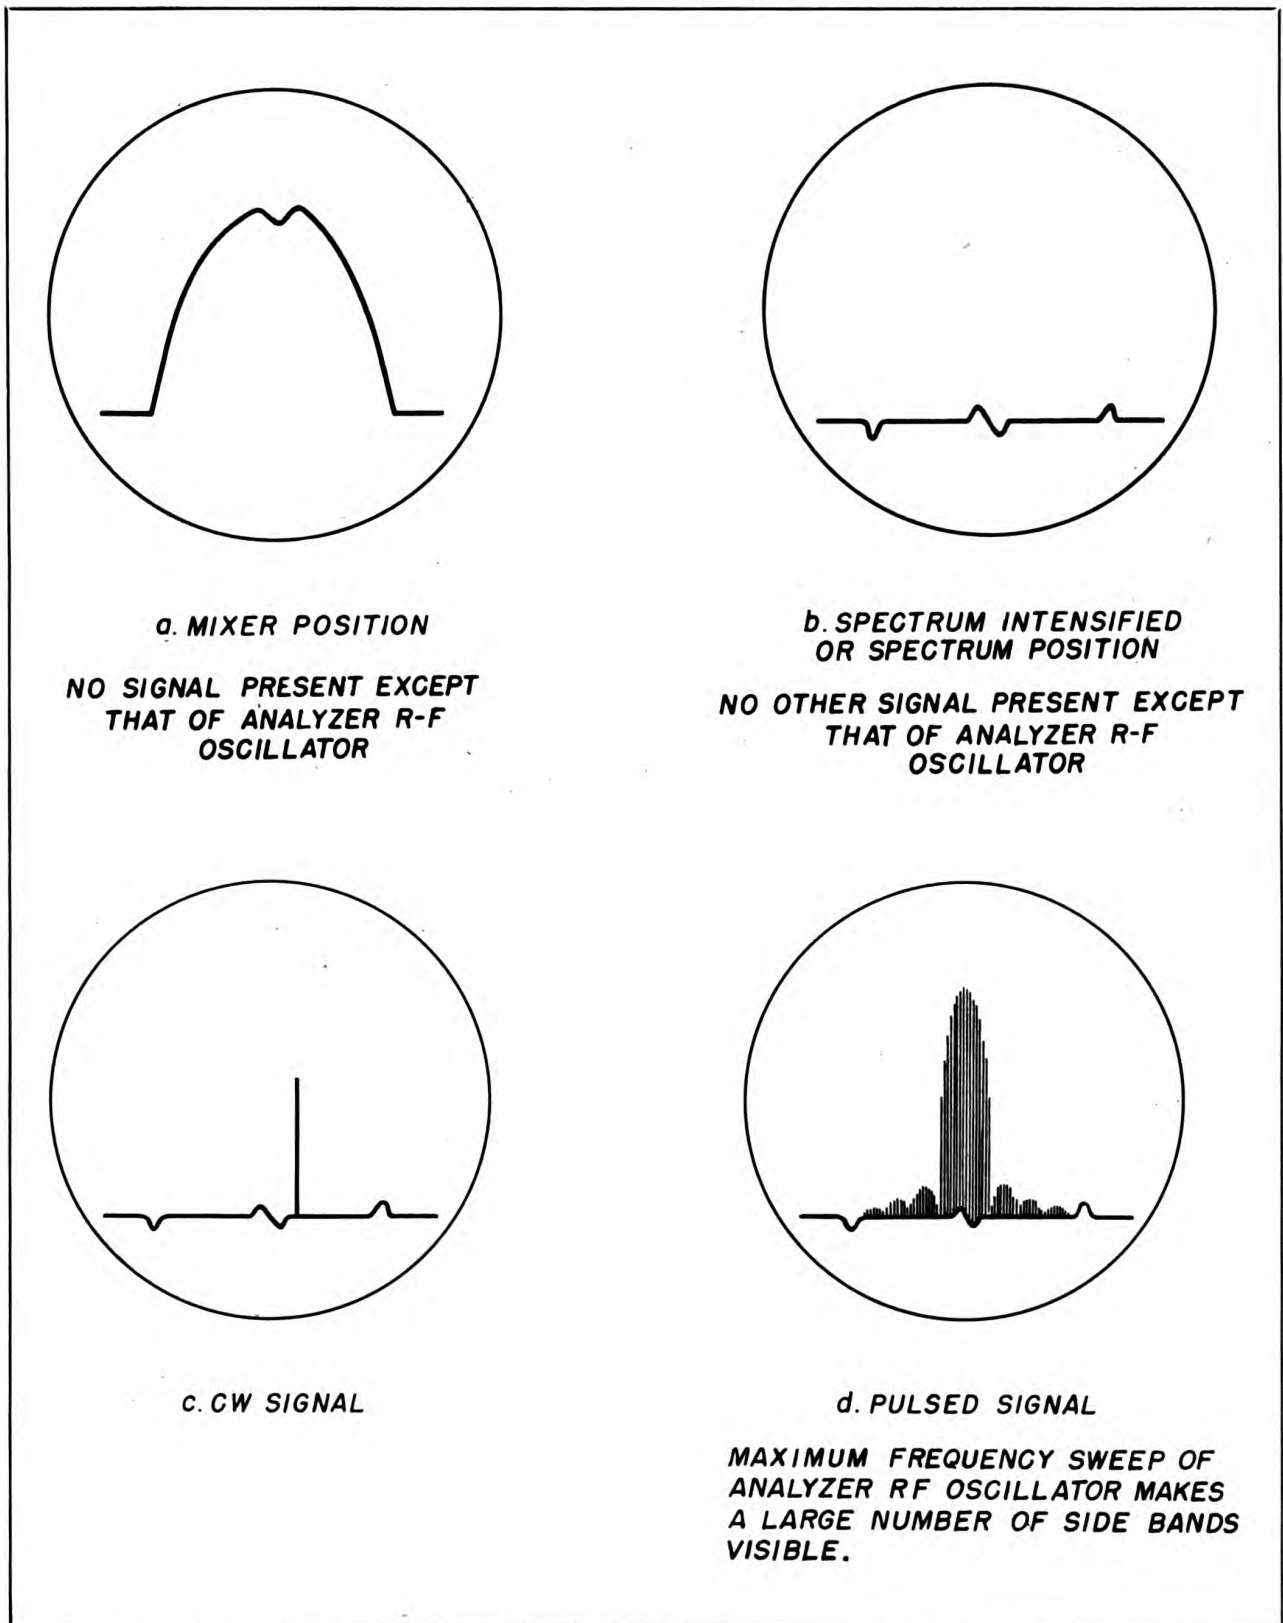 a. MIXER POSITION
NO SIGNAL PRESENT EXCEPT
THAT OF ANALYZER R-F
OSCILLATOR
b. SPECTRUM INTENSIFIED
OR SPECTRUM POSITION
NO OTHER SIGNAL PRESENT EXCEPT
THAT OF ANALYZER R-F
OSCILLATOR
c. CW SIGNAL
d. PULSED SIGNAL
MAXIMUM FREQUENCY SWEEP OF
ANALYZER RF OSCILLATOR MAKES
A LARGE NUMBER OF SIDE BANDS
VISIBLE.